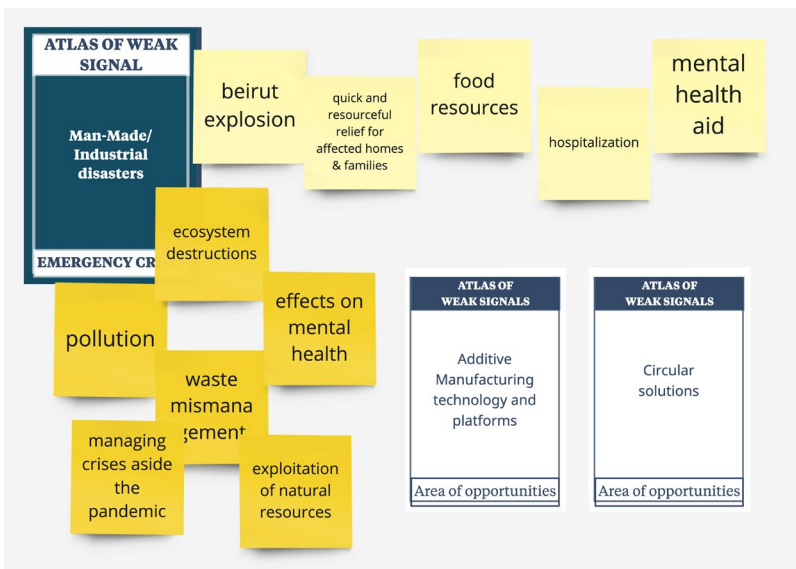 ATLAS OF WEAK
SIGNAL
Man-Made/
Industrial
disasters
EMERGENCY CR
beirut
explosion
quick and
resourceful
relief for
affected homes
& families
food
resources
hospitalization
mental
health
aid
ecosystem
destructions
pollution
effects on
mental
health
waste
mismana
gement
managing
crises aside
the
pandemic
exploitation
of natural
resources
ATLAS OF
WEAK SIGNALS
Additive
Manufacturing
technology and
platforms
Area of opportunities
ATLAS OF
WEAK SIGNALS
Circular
solutions
Area of opportunities